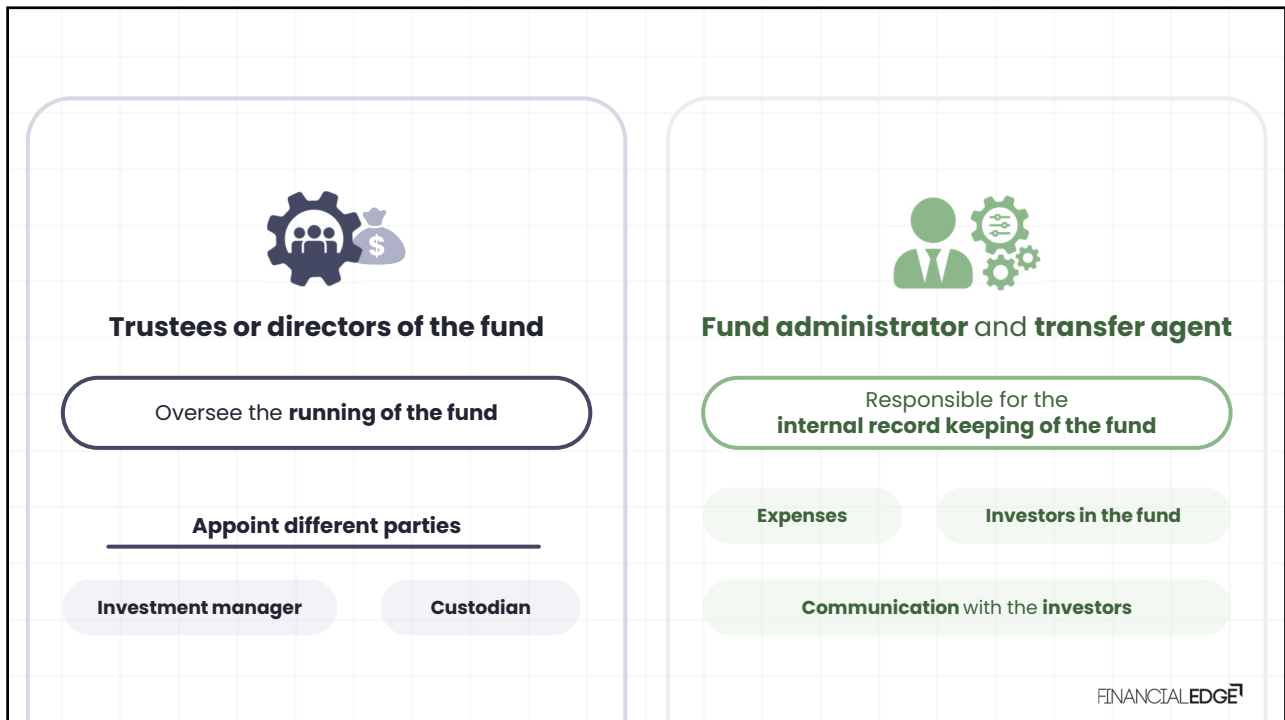 $
Trustees or directors of the fund
Oversee the running of the fund
Appoint different parties
Investment manager
Custodian
Fund administrator and transfer agent
Responsible for the
internal record keeping of the fund
Expenses
Investors in the fund
Communication with the investors
FINANCIALEDGE